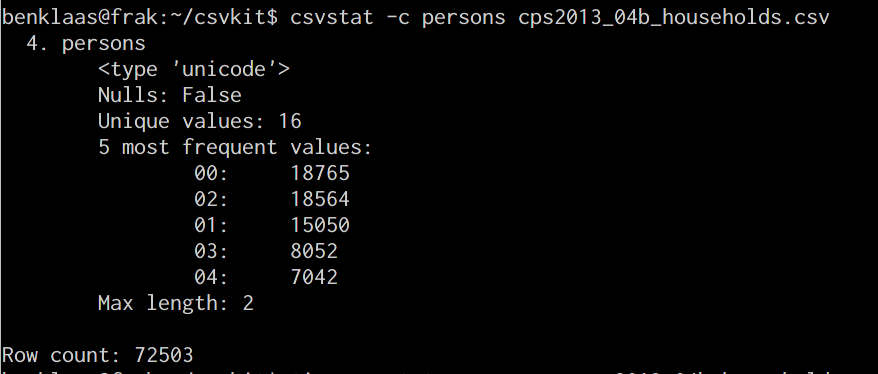 benklaas@frak:~/csvkit$ csvstat -c persons cps2013_04b_households.csv
4. persons
<type 'unicode'>
Nulls: False
Unique values: 16
5 most frequent values:
00: 18765
02: 18564
01: 15050
03: 8052
04: 7042
Max length: 2
Row count: 72503